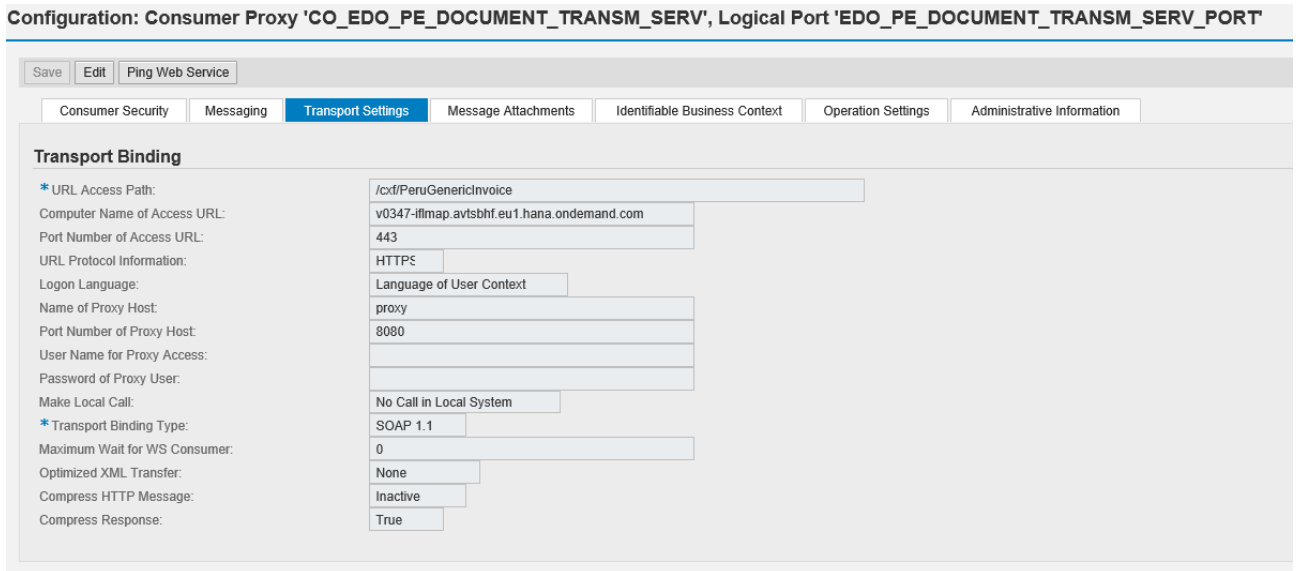 Configuration: Consumer Proxy 'CO_EDO_PE_DOCUMENT_TRANSM_SERV', Logical Port 'EDO_PE_DOCUMENT_TRANSM_SERV_PORT'
Save Edit Ping Web Service
Consumer Security Messaging Transport Settings Message Attachments Identifiable Business Context Operation Settings Administrative Information
Transport Binding
* URL Access Path: /cxf/PeruGenericInvoice
Computer Name of Access URL: v0347-iflmap.avtsbhf.eu1.hana.ondemand.com
Port Number of Access URL: 443
URL Protocol Information: HTTPS
Logon Language: Language of User Context
Name of Proxy Host: proxy
Port Number of Proxy Host: 8080
User Name for Proxy Access:
Password of Proxy User:
Make Local Call: No Call in Local System
* Transport Binding Type: SOAP 1.1
Maximum Wait for WS Consumer: 0
Optimized XML Transfer: None
Compress HTTP Message: Inactive
Compress Response: True